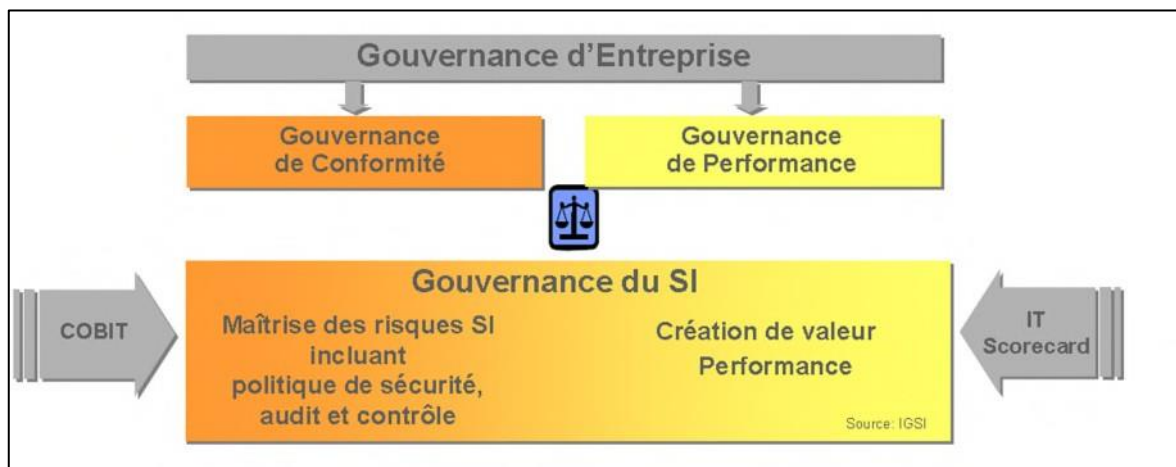 Gouvernance d'Entreprise
Gouvernance
de Conformité
Gouvernance
de Performance
Gouvernance du SI
COBIT
Maîtrise des risques SI
incluant
politique de sécurité,
audit et contrôle
Création de valeur
Performance
IT
Scorecard
Source: IGSI